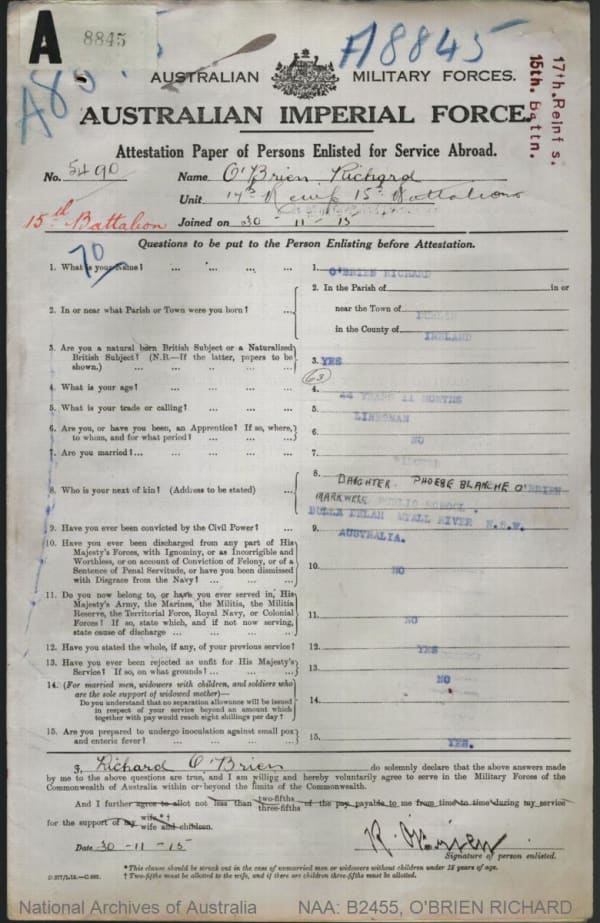 A
8845
A8845
AUSTRALIAN MILITARY FORCES.
AUSTRALIAN IMPERIAL FORCE.
17th. Reinfs.
15th. Battn.
Attestation Paper of Persons Enlisted for Service Abroad.
No. 5490 Name O'Brien Richard
Unit 17th Reinfs 15th Battalion
15th Battalion Joined on 30-11-15
Questions to be put to the Person Enlisting before Attestation.
70
1. What is your Name? ... ... ... ... 1. O'BRIEN RICHARD
2. In or near what Parish or Town were you born? ... 2. In the Parish of in or
near the Town of DUBLIN
in the County of IRELAND
3. Are you a natural born British Subject or a Naturalized
British Subject? (N.B.—If the latter, papers to be
shown.) ... ... ... ... 3. YES
63
4. What is your age? ... ... ... ... 4. 44 YEARS 11 MONTHS
5. What is your trade or calling? ... ... ... 5. LINESMAN
6. Are you, or have you been, an Apprentice? If so, where,
to whom, and for what period? ... ... ... 6. NO
7. Are you married? ... ... ... ... 7. WIDOWER
8. Who is your next of kin? (Address to be stated) ... 8. DAUGHTER. PHOEBE BLANCHE O'BRIEN
MARKWELL PUBLIC SCHOOL.
BULLA DELAH MYALL RIVER N.S.W.
AUSTRALIA.
9. Have you ever been convicted by the Civil Power? ... 9.
10. Have you ever been discharged from any part of His
Majesty's Forces, with Ignominy, or as Incorrigible and
Worthless, or on account of Conviction of Felony, or of a
Sentence of Penal Servitude, or have you been dismissed
with Disgrace from the Navy? ... ... ... 10. NO
11. Do you now belong to, or have you ever served in, His
Majesty's Army, the Marines, the Militia, the Militia
Reserve, the Territorial Force, Royal Navy, or Colonial
Forces? If so, state which, and if not now serving,
state cause of discharge ... ... ... ... 11. NO
12. Have you stated the whole, if any, of your previous service? 12. YES
13. Have you ever been rejected as unfit for His Majesty's
Service? If so, on what grounds? ... ... ... 13. NO
14. (For married men, widowers with children, and soldiers who
are the sole support of widowed mother)—
Do you understand that no separation allowance will be issued
in respect of your service beyond an amount which
together with pay would reach eight shillings per day? 14.
15. Are you prepared to undergo inoculation against small pox
and enteric fever? ... ... ... ... 15. YES.
I, Richard O'Brien do solemnly declare that the above answers made
by me to the above questions are true, and I am willing and hereby voluntarily agree to serve in the Military Forces of the
Commonwealth of Australia within or beyond the limits of the Commonwealth.
And I further agree to allot not less than two-fifths three-fifths of the pay payable to me from time to time during my service
for the support of my wife*† wife and children.
Date 30-11-15 R. O'Brien
Signature of person enlisted.
*This clause should be struck out in the case of unmarried men or widowers without children under 18 years of age.
† Two-fifths must be allotted to the wife, and if there are children three-fifths must be allotted.
National Archives of Australia NAA: B2455, O'BRIEN RICHARD